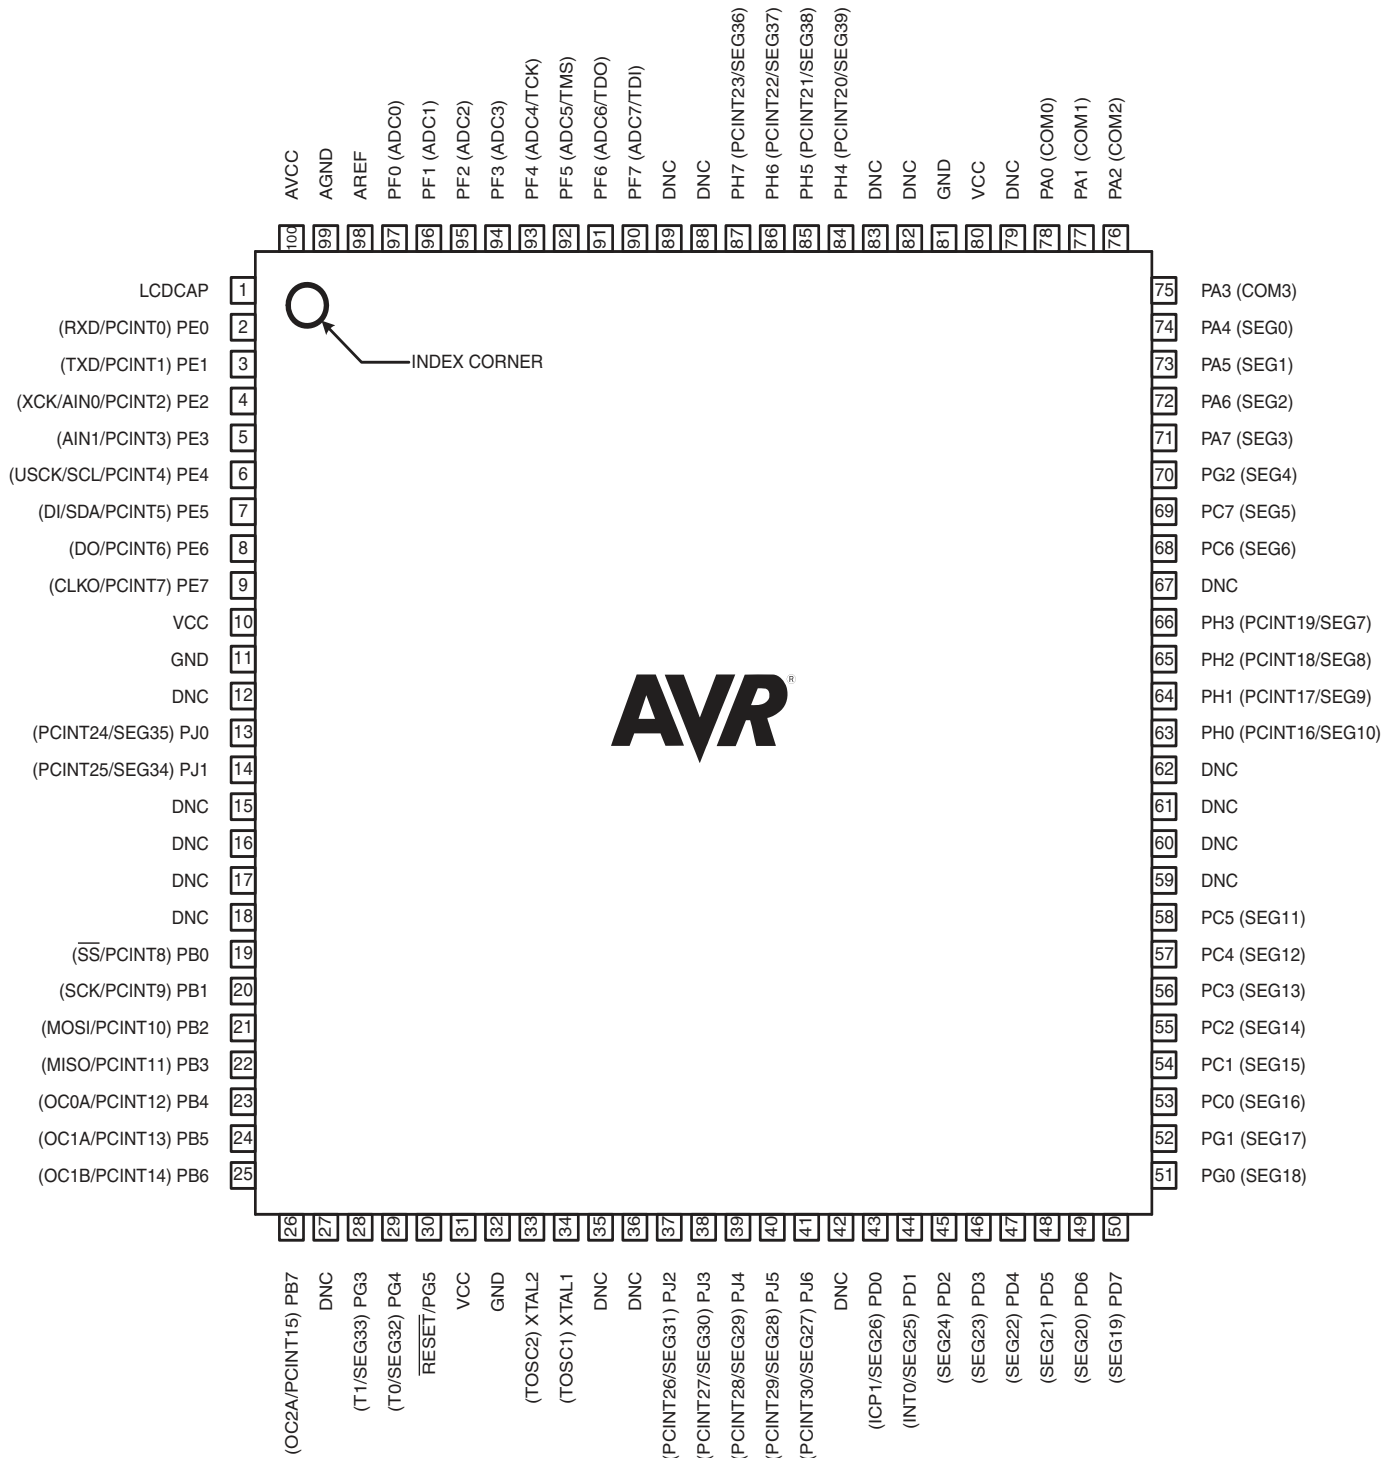 AVCC
AGND
AREF
PF0 (ADC0)
PF1 (ADC1)
PF2 (ADC2)
PF3 (ADC3)
PF4 (ADC4/TCK)
PF5 (ADC5/TMS)
PF6 (ADC6/TDO)
PF7 (ADC7/TDI)
DNC
DNC
PH7 (PCINT23/SEG36)
PH6 (PCINT22/SEG37)
PH5 (PCINT21/SEG38)
PH4 (PCINT20/SEG39)
DNC
DNC
GND
VCC
DNC
PA0 (COM0)
PA1 (COM1)
PA2 (COM2)
100
99
98
97
96
95
94
93
92
91
90
89
88
87
86
85
84
83
82
81
80
79
78
77
76
LCDCAP 1
(RXD/PCINT0) PE0 2
(TXD/PCINT1) PE1 3
(XCK/AIN0/PCINT2) PE2 4
(AIN1/PCINT3) PE3 5
(USCK/SCL/PCINT4) PE4 6
(DI/SDA/PCINT5) PE5 7
(DO/PCINT6) PE6 8
(CLKO/PCINT7) PE7 9
VCC 10
GND 11
DNC 12
(PCINT24/SEG35) PJ0 13
(PCINT25/SEG34) PJ1 14
DNC 15
DNC 16
DNC 17
DNC 18
(SS/PCINT8) PB0 19
(SCK/PCINT9) PB1 20
(MOSI/PCINT10) PB2 21
(MISO/PCINT11) PB3 22
(OC0A/PCINT12) PB4 23
(OC1A/PCINT13) PB5 24
(OC1B/PCINT14) PB6 25
INDEX CORNER
AVR®
75 PA3 (COM3)
74 PA4 (SEG0)
73 PA5 (SEG1)
72 PA6 (SEG2)
71 PA7 (SEG3)
70 PG2 (SEG4)
69 PC7 (SEG5)
68 PC6 (SEG6)
67 DNC
66 PH3 (PCINT19/SEG7)
65 PH2 (PCINT18/SEG8)
64 PH1 (PCINT17/SEG9)
63 PH0 (PCINT16/SEG10)
62 DNC
61 DNC
60 DNC
59 DNC
58 PC5 (SEG11)
57 PC4 (SEG12)
56 PC3 (SEG13)
55 PC2 (SEG14)
54 PC1 (SEG15)
53 PC0 (SEG16)
52 PG1 (SEG17)
51 PG0 (SEG18)
26
27
28
29
30
31
32
33
34
35
36
37
38
39
40
41
42
43
44
45
46
47
48
49
50
(OC2A/PCINT15) PB7
DNC
(T1/SEG33) PG3
(T0/SEG32) PG4
RESET/PG5
VCC
GND
(TOSC2) XTAL2
(TOSC1) XTAL1
DNC
DNC
(PCINT26/SEG31) PJ2
(PCINT27/SEG30) PJ3
(PCINT28/SEG29) PJ4
(PCINT29/SEG28) PJ5
(PCINT30/SEG27) PJ6
DNC
(ICP1/SEG26) PD0
(INT0/SEG25) PD1
(SEG24) PD2
(SEG23) PD3
(SEG22) PD4
(SEG21) PD5
(SEG20) PD6
(SEG19) PD7